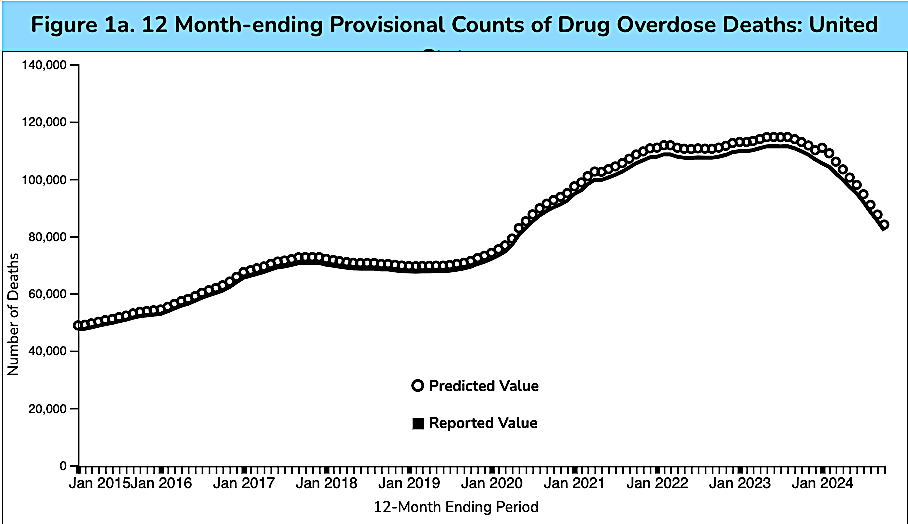 Figure 1a. 12 Month-ending Provisional Counts of Drug Overdose Deaths: United
140,000
120,000
100,000
80,000
60,000
40,000
20,000
0
Number of Deaths
Predicted Value
Reported Value
Jan 2015 Jan 2016 Jan 2017 Jan 2018 Jan 2019 Jan 2020 Jan 2021 Jan 2022 Jan 2023 Jan 2024
12-Month Ending Period